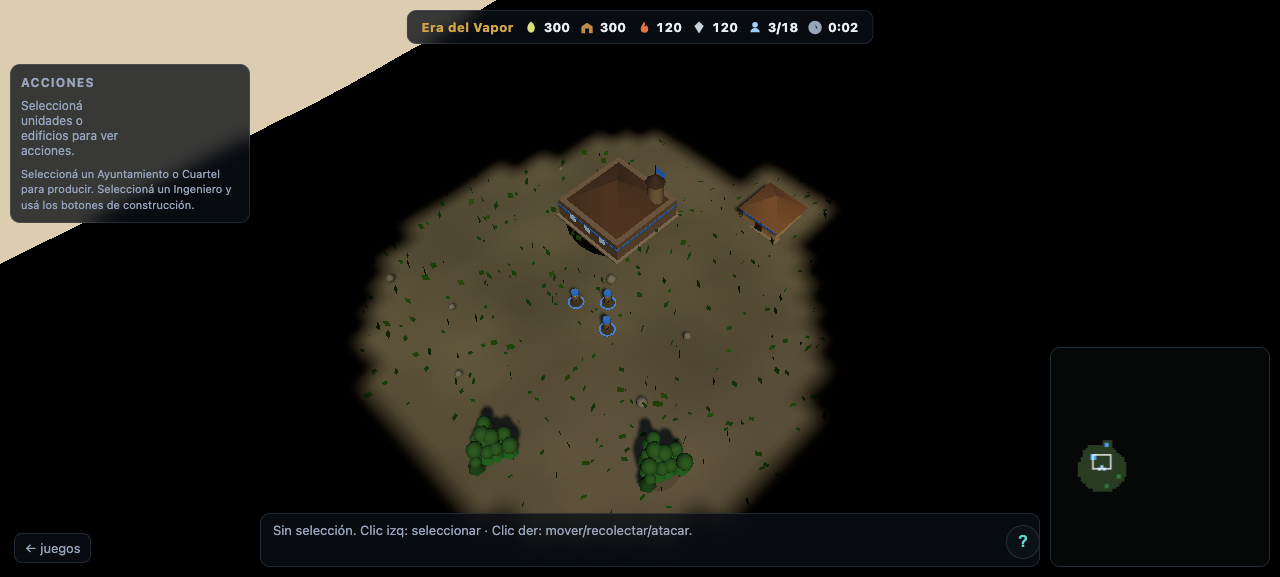 Era del Vapor 300 300 120 120 3/18 0:02
ACCIONES
Seleccioná
unidades o
edificios para ver
acciones.
Seleccioná un Ayuntamiento o Cuartel
para producir. Seleccioná un Ingeniero y
usá los botones de construcción.
Sin selección. Clic izq: seleccionar · Clic der: mover/recolectar/atacar.
?
← juegos